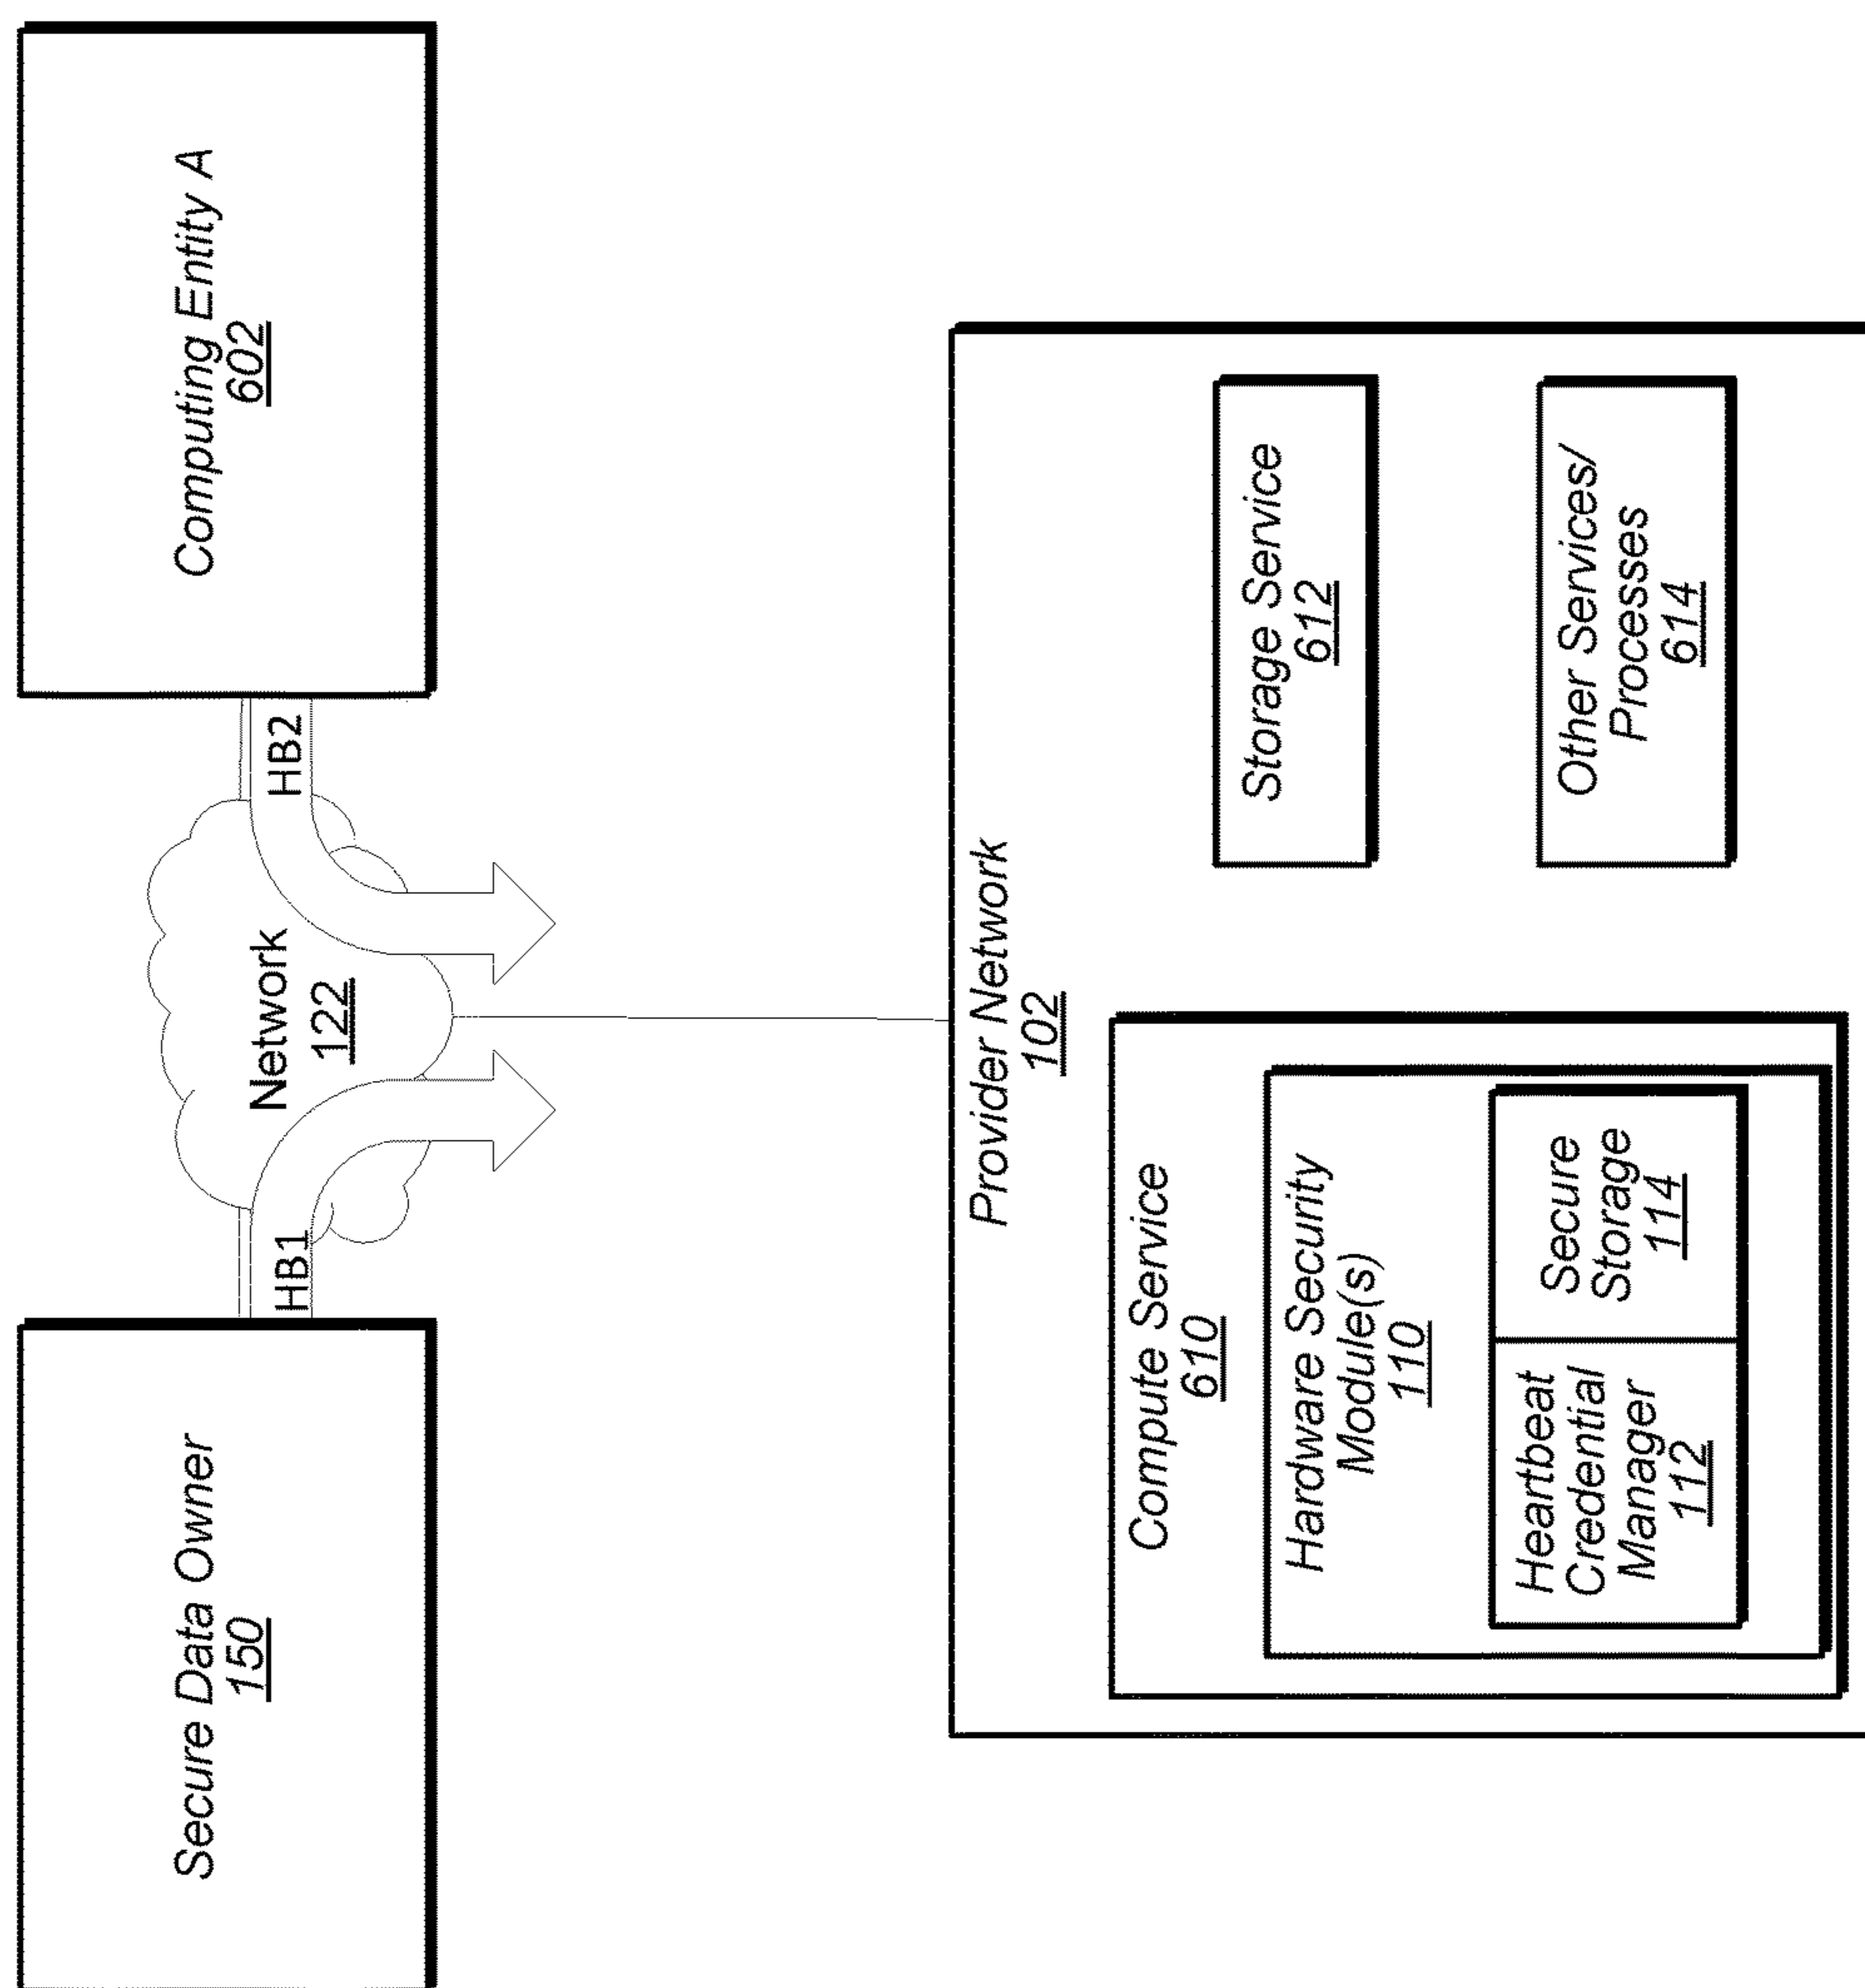 Secure Data Owner
150
HB1
Network
122
HB2
Computing Entity A
602
Provider Network
102
Compute Service
610
Hardware Security
Module(s)
110
Heartbeat
Credential
Manager
112
Secure
Storage
114
Storage Service
612
Other Services/
Processes
614